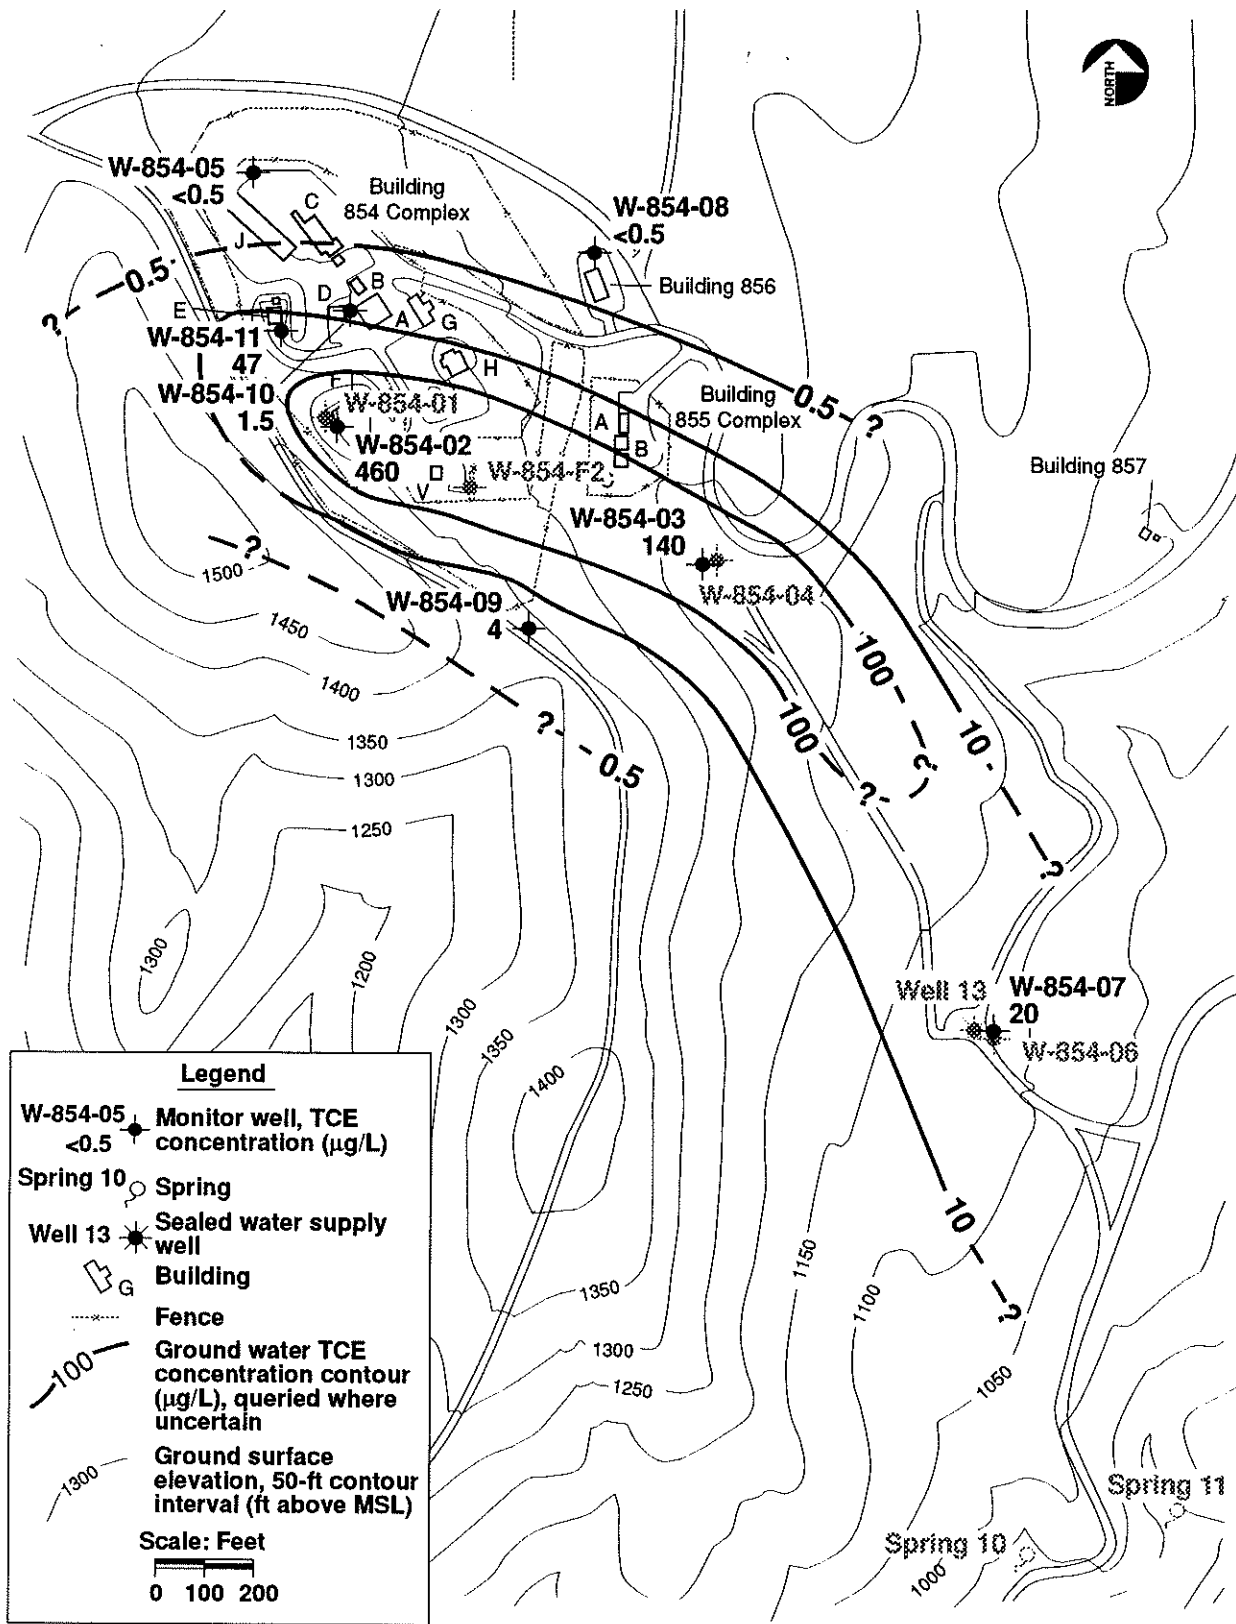 NORTH
W-854-05
<0.5
Building
854 Complex
C
W-854-08
<0.5
J
Building 856
0.5
?
D
B
E
A
G
W-854-11
47
H
W-854-10
1.5
F
W-854-01
W-854-02
460
V
W-854-F2
Building
855 Complex
A
B
0.5
?
Building 857
W-854-03
140
W-854-04
?
1500
1450
1400
W-854-09
4
100
100
10
1350
?
0.5
1300
?
?
1250
?
1300
1200
1300
1350
1400
Well 13
W-854-07
20
W-854-06
10
1150
1100
1350
?
1300
1250
1050
Spring 11
Spring 10
1000
Legend
W-854-05
<0.5
Monitor well, TCE
concentration (µg/L)
Spring 10
Spring
Well 13
Sealed water supply
well
G
Building
Fence
100
Ground water TCE
concentration contour
(µg/L), queried where
uncertain
1300
Ground surface
elevation, 50-ft contour
interval (ft above MSL)
Scale: Feet
0 100 200